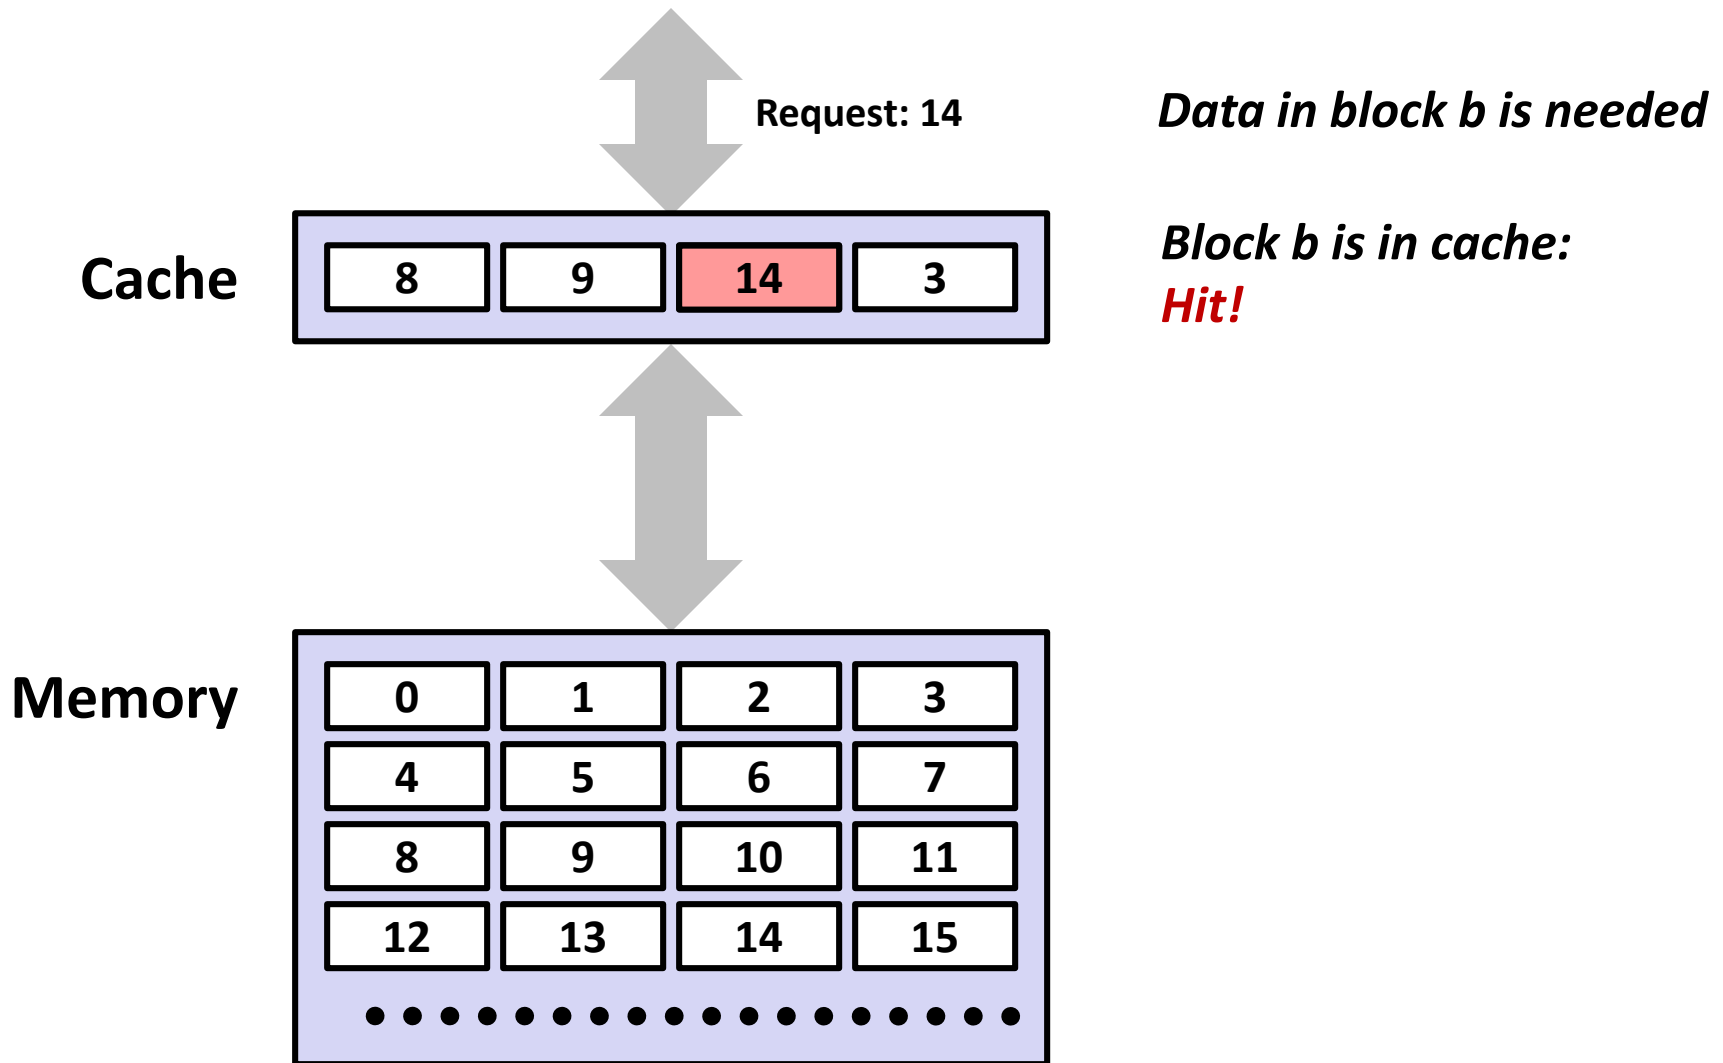 Request: 14
Data in block b is needed
Cache
8 9 14 3
Block b is in cache:
Hit!
Memory
0 1 2 3
4 5 6 7
8 9 10 11
12 13 14 15